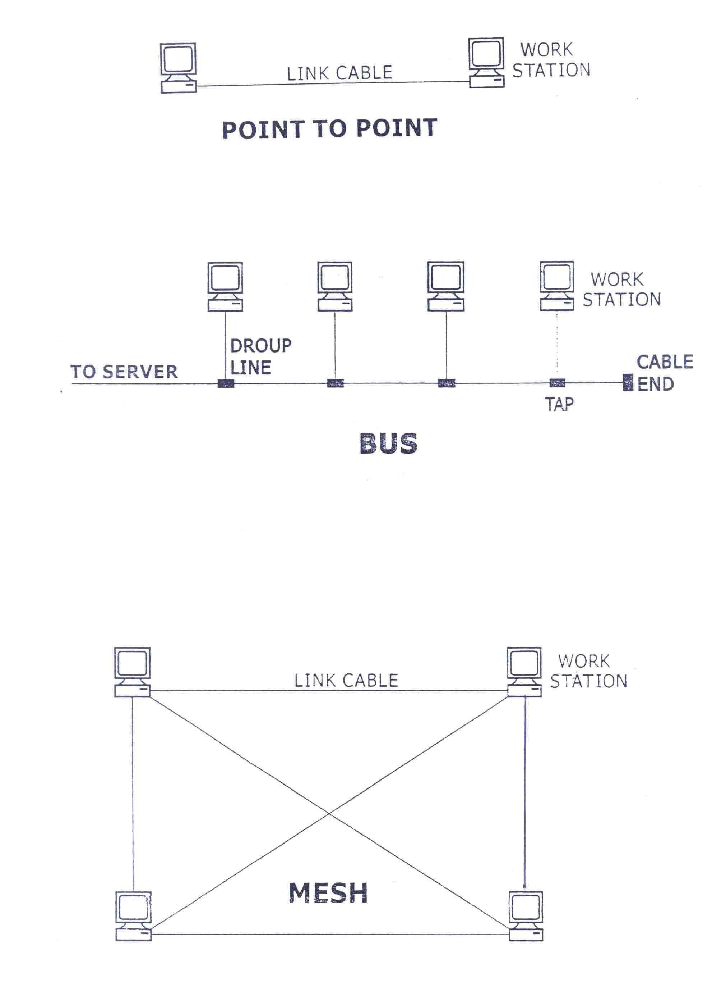 WORK
STATION
LINK CABLE
POINT TO POINT
WORK
STATION
DROUP
LINE
TO SERVER
CABLE
END
TAP
BUS
WORK
STATION
LINK CABLE
MESH